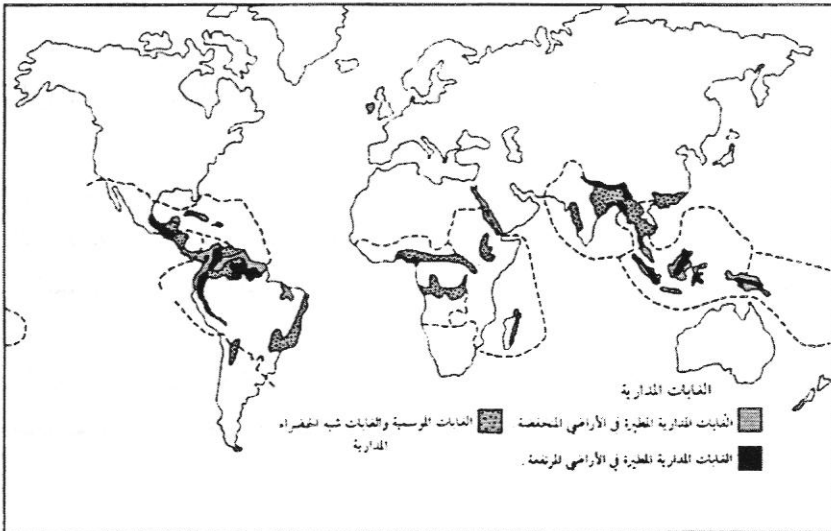 الغابات المدارية
الغابات المدارية المطيرة في الأراضي المنخفضة
الغابات الموسمية والغابات شبه الخضراء
المدارية
الغابات المدارية المطيرة في الأراضي المرتفعة .